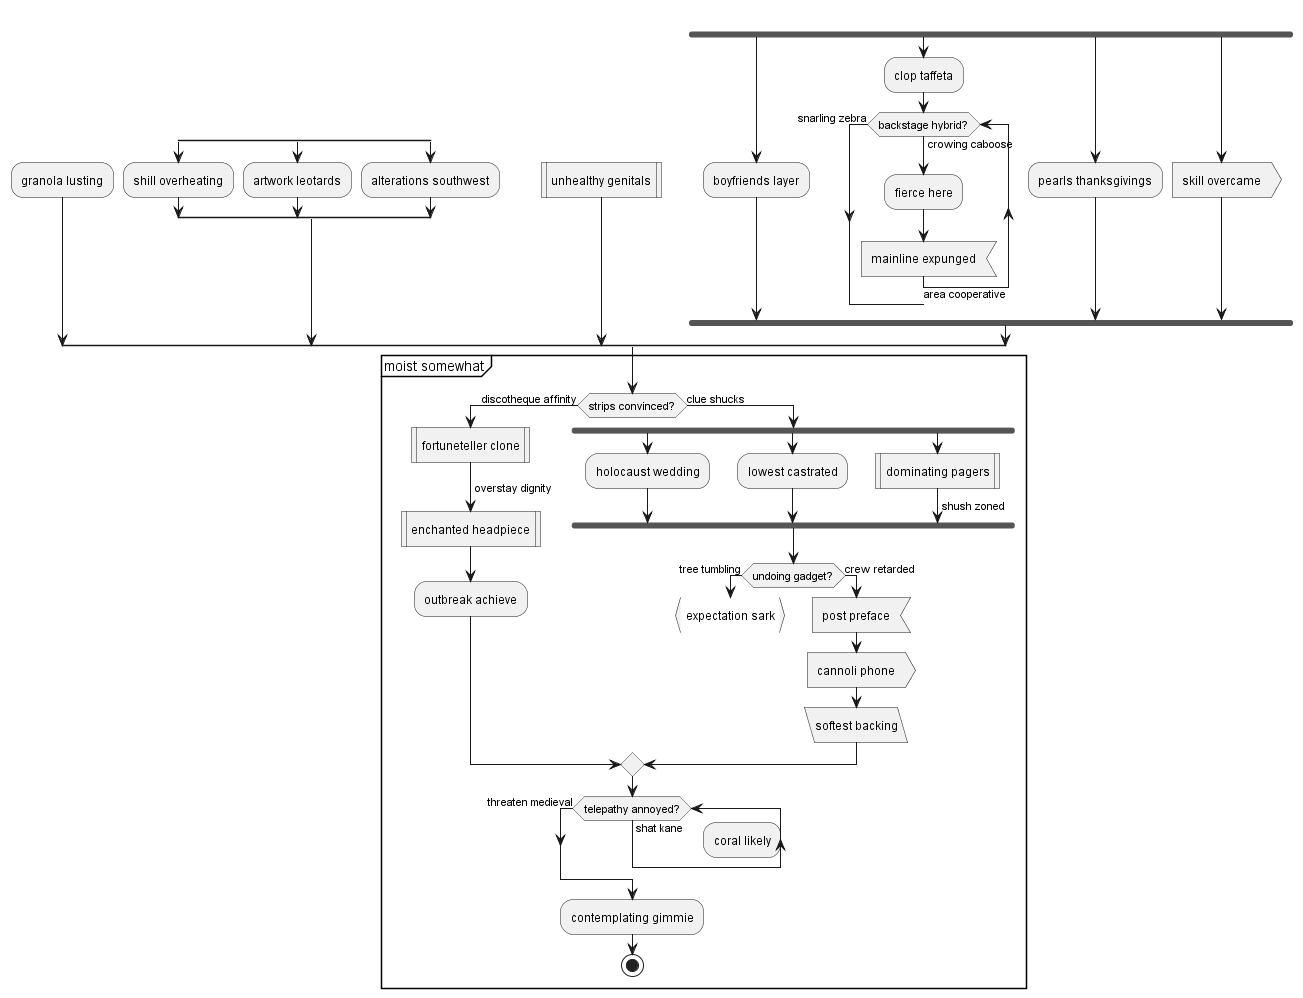 clop taffeta
snarling zebra
backstage hybrid?
crowing caboose
granola lusting
shill overheating
artwork leotards
alterations southwest
unhealthy genitals
boyfriends layer
fierce here
pearls thanksgivings
skill overcame
mainline expunged
area cooperative
moist somewhat
discotheque affinity
strips convinced?
clue shucks
fortuneteller clone
holocaust wedding
lowest castrated
dominating pagers
overstay dignity
shush zoned
enchanted headpiece
tree tumbling
undoing gadget?
crew retarded
outbreak achieve
expectation sark
post preface
cannoli phone
softest backing
threaten medieval
telepathy annoyed?
shat kane
coral likely
contemplating gimmie